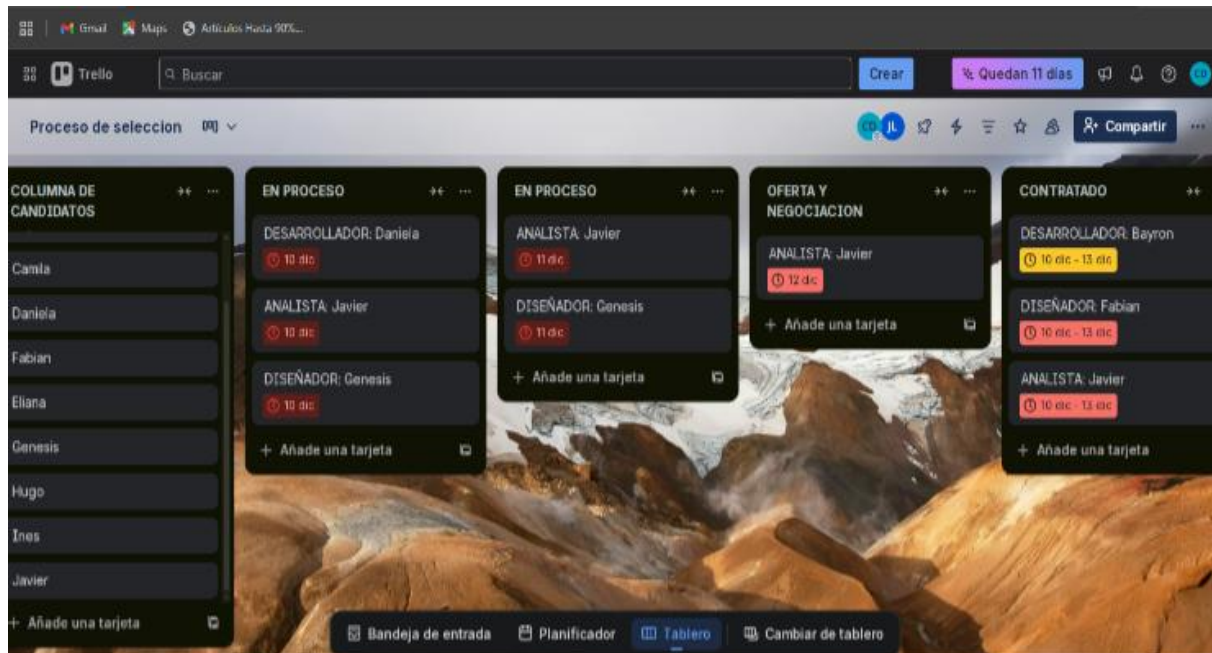 Gmail Maps Artículos Hasta 90%...
Trello Buscar Crear Quedan 11 días CD
Proceso de seleccion CD JL Compartir
COLUMNA DE
CANDIDATOS
Camila
Daniela
Fabian
Eliana
Genesis
Hugo
Ines
Javier
+ Añade una tarjeta
EN PROCESO
DESARROLLADOR: Daniela
10 dic
ANALISTA: Javier
10 dic
DISEÑADOR: Genesis
10 dic
+ Añade una tarjeta
EN PROCESO
ANALISTA: Javier
11 dic
DISEÑADOR: Genesis
11 dic
+ Añade una tarjeta
OFERTA Y
NEGOCIACION
ANALISTA: Javier
12 dic
+ Añade una tarjeta
CONTRATADO
DESARROLLADOR: Bayron
10 dic - 13 dic
DISEÑADOR: Fabian
10 dic - 13 dic
ANALISTA: Javier
10 dic - 13 dic
+ Añade una tarjeta
Bandeja de entrada Planificador Tablero Cambiar de tablero